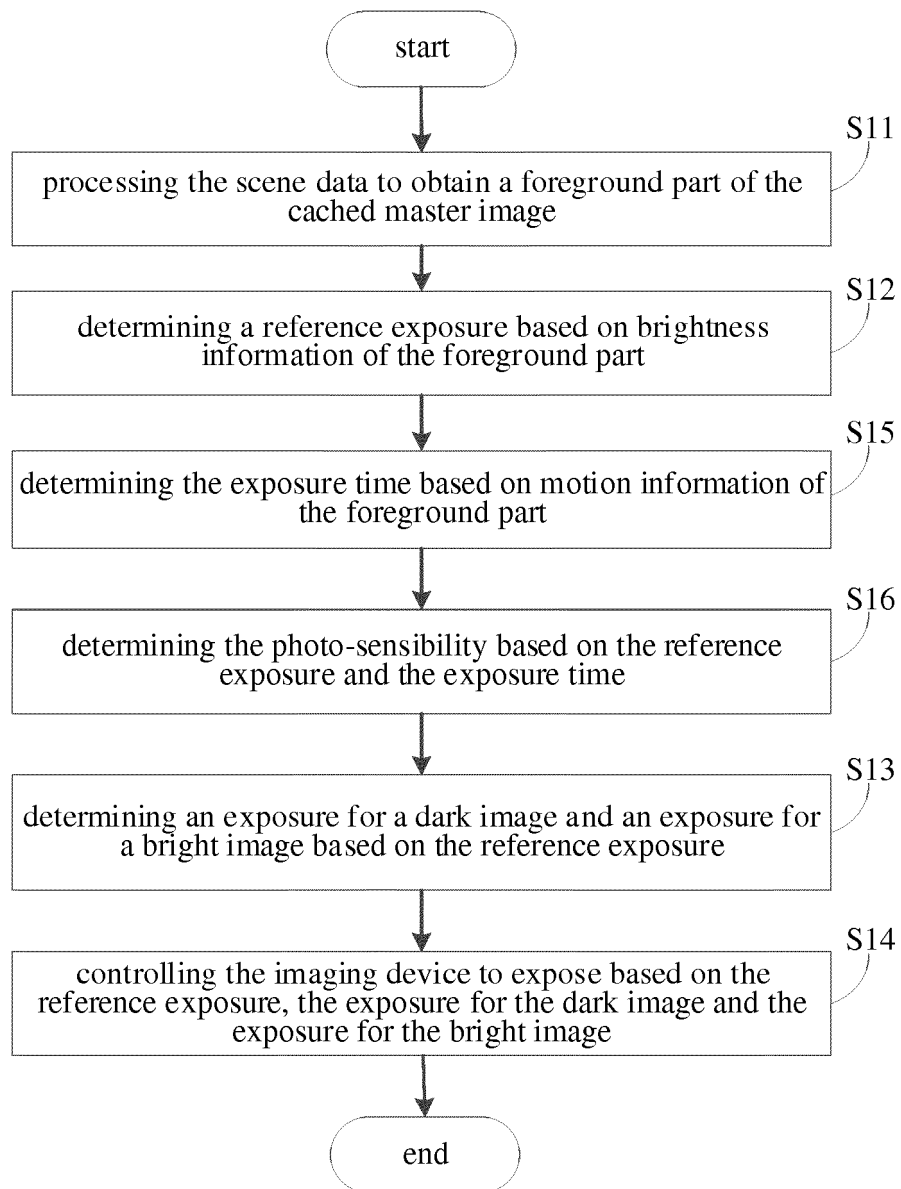 start
S11
processing the scene data to obtain a foreground part of the
cached master image
S12
determining a reference exposure based on brightness
information of the foreground part
S15
determining the exposure time based on motion information of
the foreground part
S16
determining the photo-sensibility based on the reference
exposure and the exposure time
S13
determining an exposure for a dark image and an exposure for
a bright image based on the reference exposure
S14
controlling the imaging device to expose based on the
reference exposure, the exposure for the dark image and the
exposure for the bright image
end